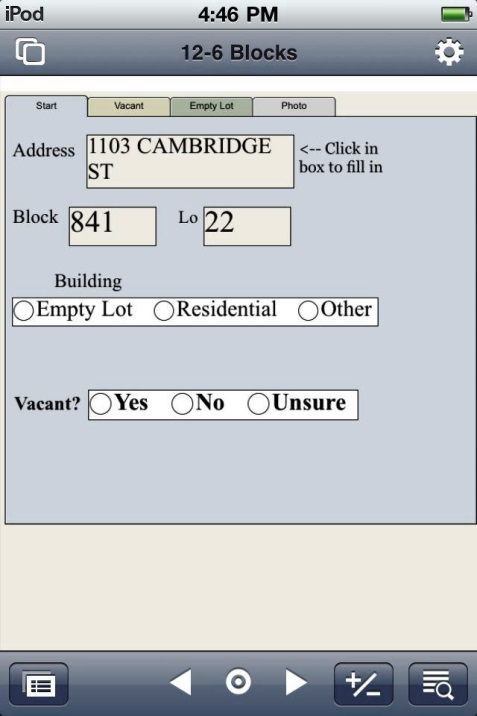 iPod 4:46 PM
12-6 Blocks
Start Vacant Empty Lot Photo
Address 1103 CAMBRIDGE <-- Click in
ST box to fill in
Block 841 Lo 22
Building
Empty Lot Residential Other
Vacant? Yes No Unsure